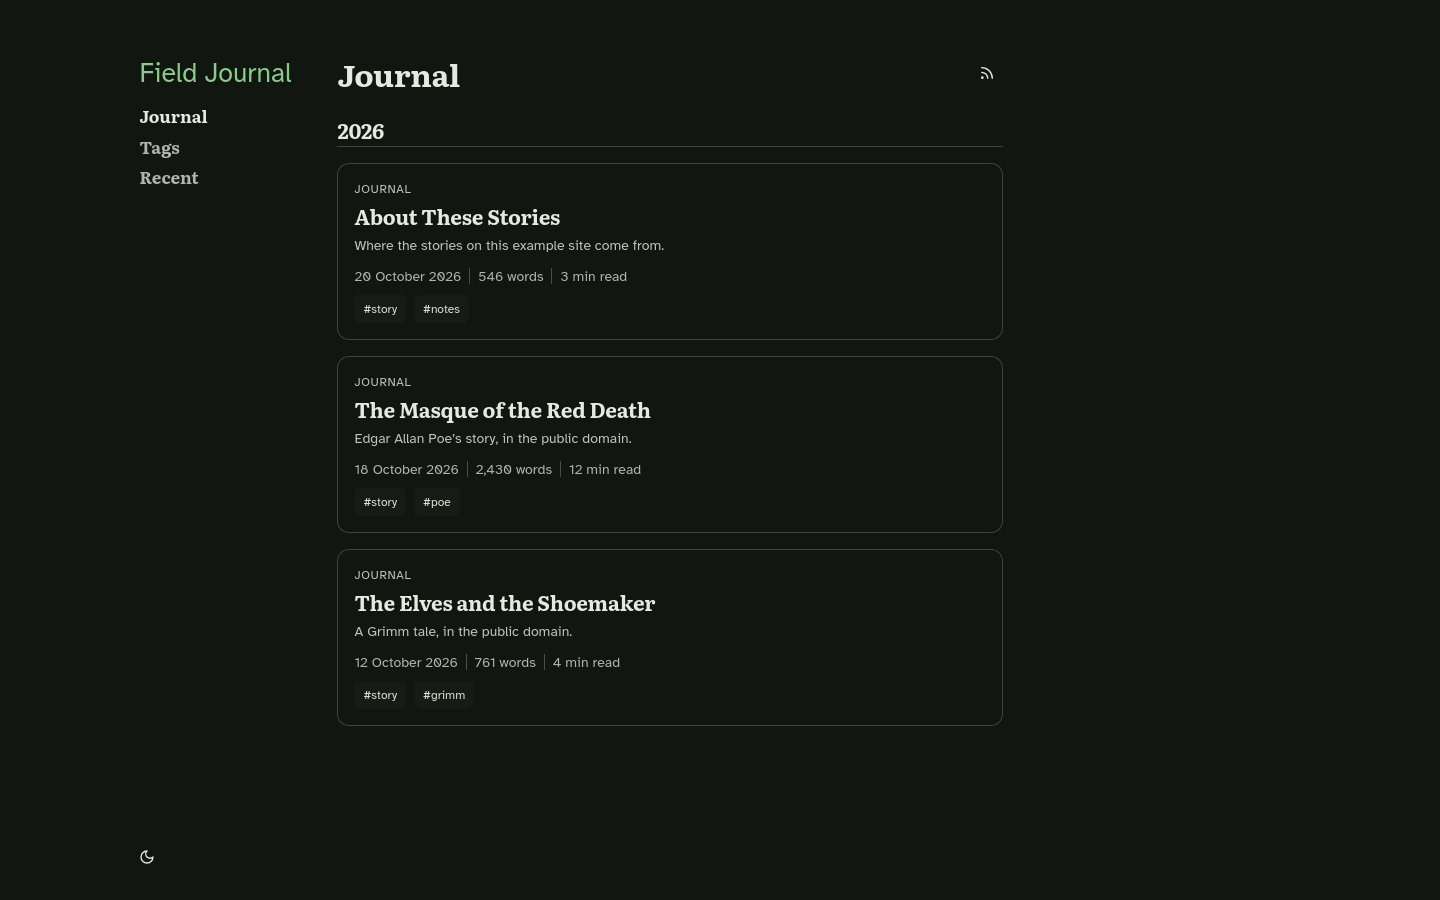 Field Journal
Journal
Tags
Recent
Journal
2026
JOURNAL
About These Stories
Where the stories on this example site come from.
20 October 2026 | 546 words | 3 min read
#story #notes
JOURNAL
The Masque of the Red Death
Edgar Allan Poe's story, in the public domain.
18 October 2026 | 2,430 words | 12 min read
#story #poe
JOURNAL
The Elves and the Shoemaker
A Grimm tale, in the public domain.
12 October 2026 | 761 words | 4 min read
#story #grimm